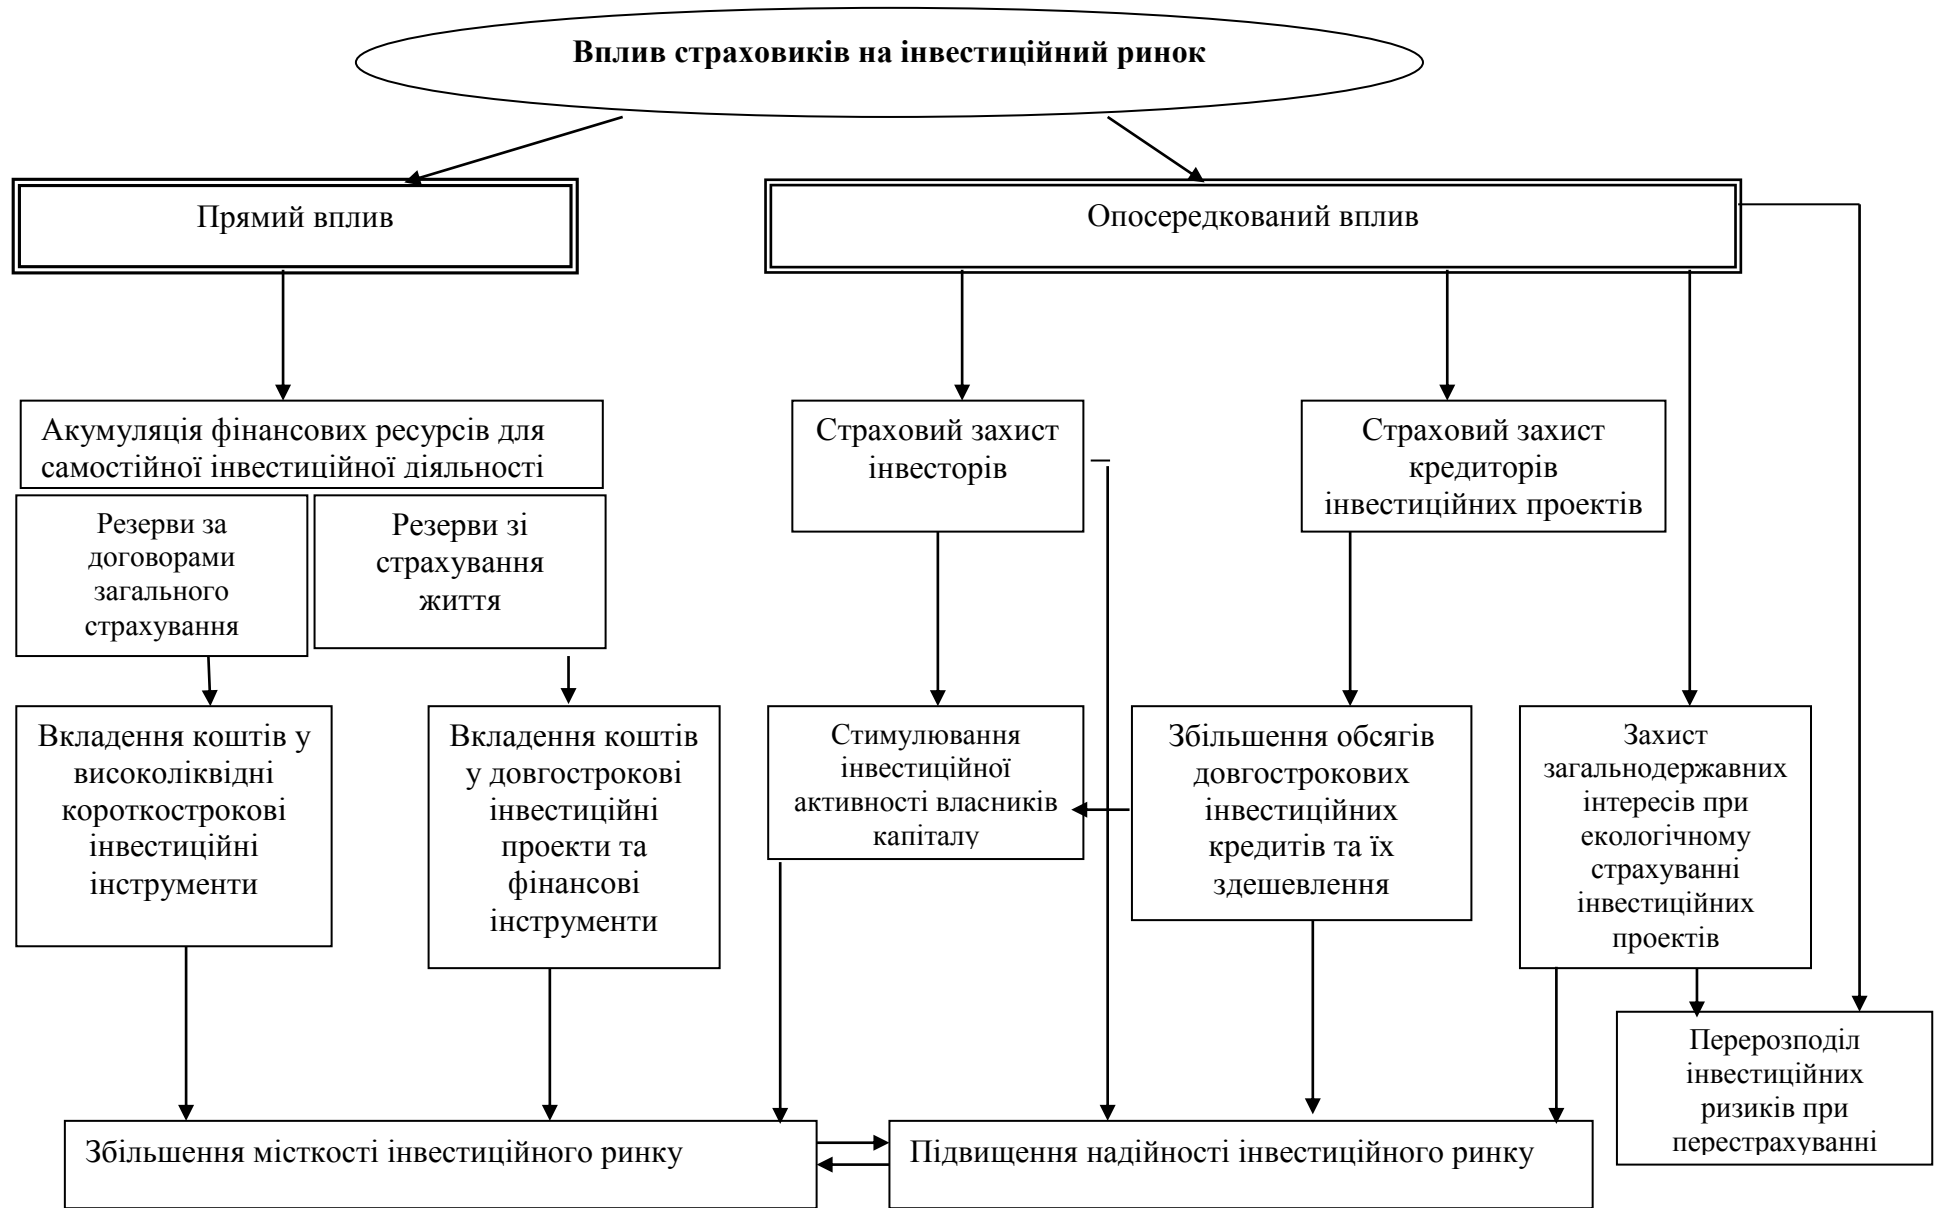 Вплив страховиків на інвестиційний ринок
Прямий вплив
Опосередкований вплив
Акумуляція фінансових ресурсів для
самостійної інвестиційної діяльності
Страховий захист
інвесторів
Страховий захист
кредиторів
інвестиційних проектів
Резерви за
договорами
загального
страхування
Резерви зі
страхування
життя
Вкладення коштів у
високоліквідні
короткострокові
інвестиційні
інструменти
Вкладення коштів
у довгострокові
інвестиційні
проекти та
фінансові
інструменти
Стимулювання
інвестиційної
активності власників
капіталу
Збільшення обсягів
довгострокових
інвестиційних
кредитів та їх
здешевлення
Захист
загальнодержавних
інтересів при
екологічному
страхуванні
інвестиційних
проектів
Перерозподіл
інвестиційних
ризиків при
перестрахуванні
Збільшення місткості інвестиційного ринку
Підвищення надійності інвестиційного ринку